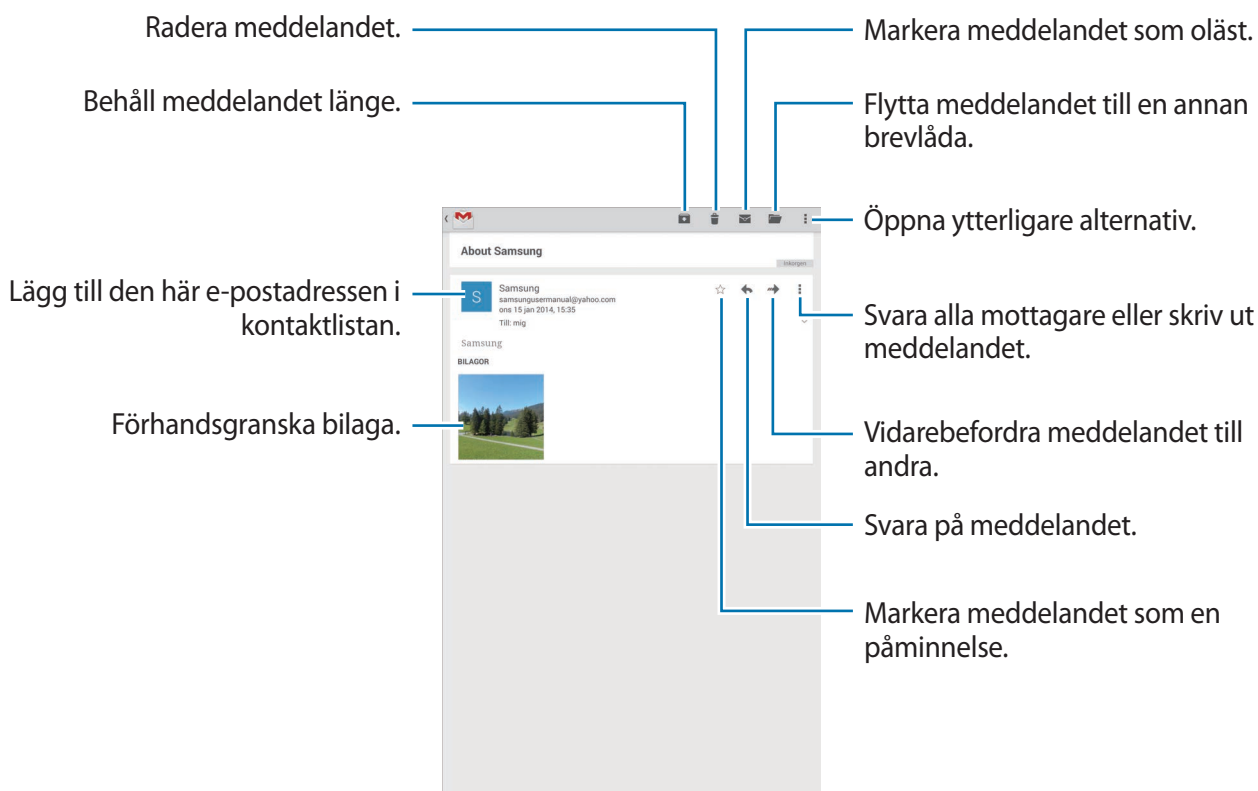 Radera meddelandet.
Behåll meddelandet länge.
Markera meddelandet som oläst.
Flytta meddelandet till en annan
brevlåda.
Öppna ytterligare alternativ.
About Samsung
Inkorgen
Lägg till den här e-postadressen i
kontaktlistan.
S
Samsung
samsungusermanual@yahoo.com
ons 15 jan 2014, 15:35
Till: mig
Samsung
BILAGOR
Svara alla mottagare eller skriv ut
meddelandet.
Förhandsgranska bilaga.
Vidarebefordra meddelandet till
andra.
Svara på meddelandet.
Markera meddelandet som en
påminnelse.